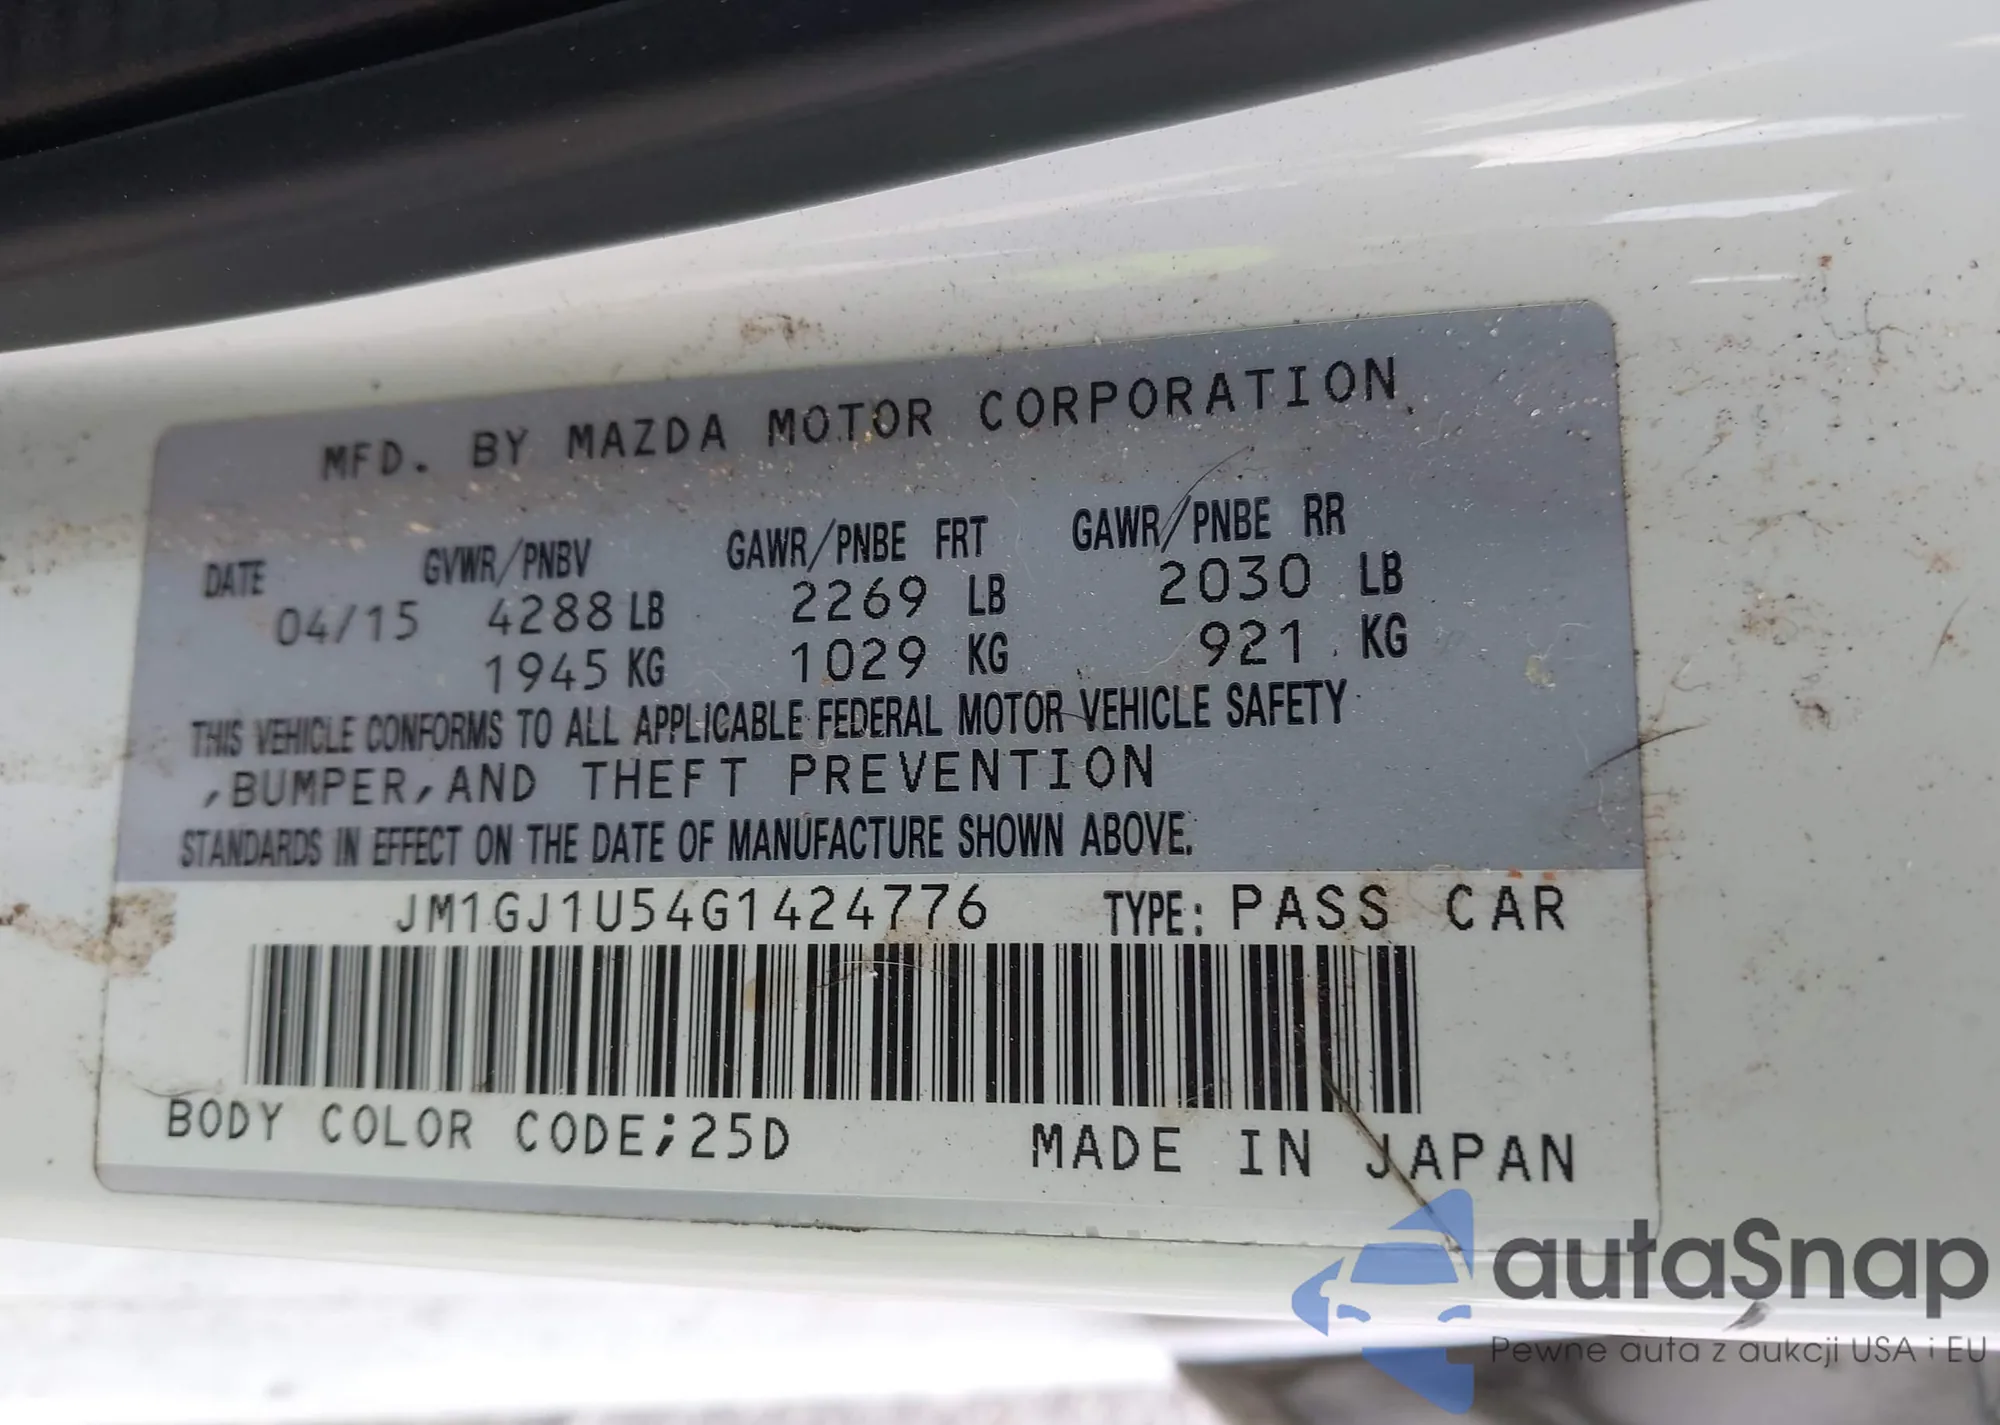 MFD. BY MAZDA MOTOR CORPORATION
DATE GVWR/PNBV GAWR/PNBE FRT GAWR/PNBE RR
04/15 4288 LB 2269 LB 2030 LB
1945 KG 1029 KG 921 KG
THIS VEHICLE CONFORMS TO ALL APPLICABLE FEDERAL MOTOR VEHICLE SAFETY
,BUMPER,AND THEFT PREVENTION
STANDARDS IN EFFECT ON THE DATE OF MANUFACTURE SHOWN ABOVE.
JM1GJ1U54G1424776 TYPE: PASS CAR
BODY COLOR CODE;25D MADE IN JAPAN
autaSnap
Pewne auta z aukcji USA i EU